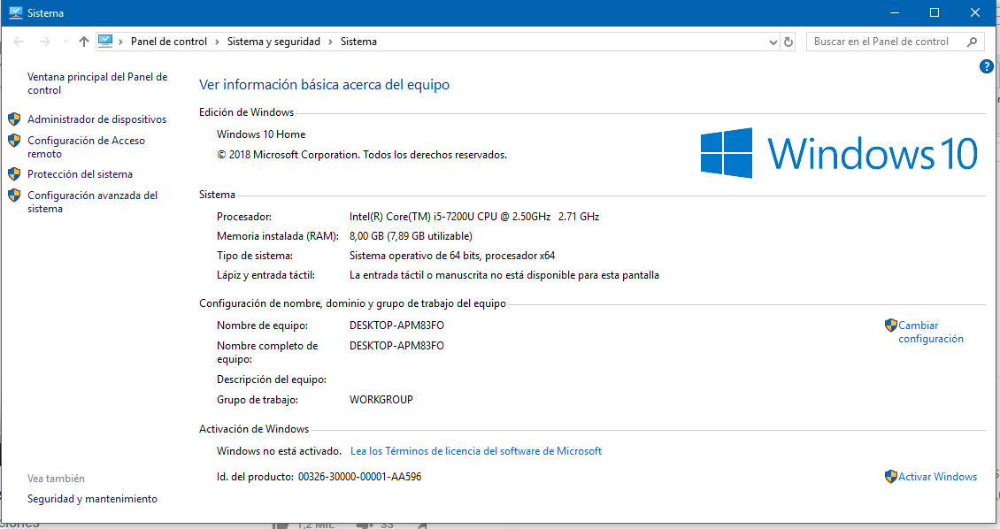 Sistema
Panel de control > Sistema y seguridad > Sistema
Buscar en el Panel de control
?
Ventana principal del Panel de
control
Administrador de dispositivos
Configuración de Acceso
remoto
Protección del sistema
Configuración avanzada del
sistema
Vea también
Seguridad y mantenimiento
Ver información básica acerca del equipo
Edición de Windows
Windows 10 Home
© 2018 Microsoft Corporation. Todos los derechos reservados.
Windows 10
Sistema
Procesador: Intel(R) Core(TM) i5-7200U CPU @ 2.50GHz 2.71 GHz
Memoria instalada (RAM): 8,00 GB (7,89 GB utilizable)
Tipo de sistema: Sistema operativo de 64 bits, procesador x64
Lápiz y entrada táctil: La entrada táctil o manuscrita no está disponible para esta pantalla
Configuración de nombre, dominio y grupo de trabajo del equipo
Nombre de equipo: DESKTOP-APM83FO
Cambiar
configuración
Nombre completo de
equipo: DESKTOP-APM83FO
Descripción del equipo:
Grupo de trabajo: WORKGROUP
Activación de Windows
Windows no está activado. Lea los Términos de licencia del software de Microsoft
Id. del producto: 00326-30000-00001-AA596
Activar Windows
1,2 MIL 33